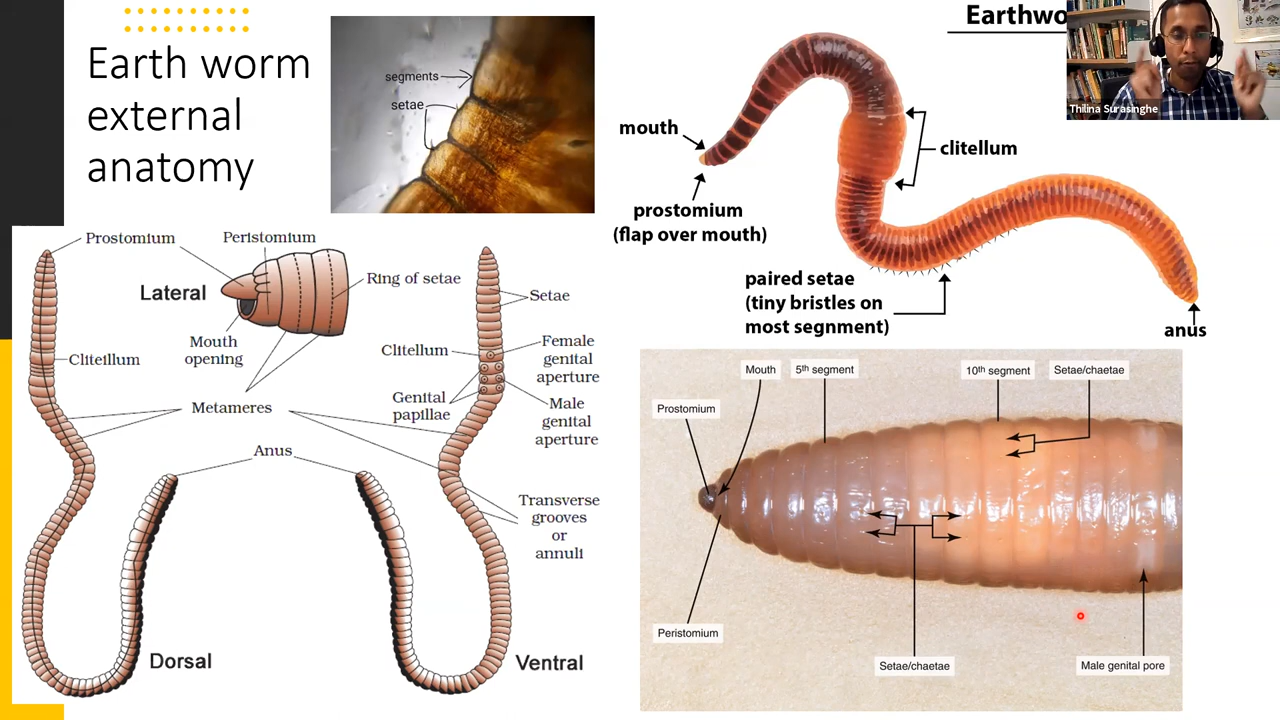 Earth worm
external
anatomy
segments
setae
Earthwo
Thilina Surasinghe
mouth
clitellum
prostomium
(flap over mouth)
paired setae
(tiny bristles on
most segnment)
anus
Prostomium
Peristomium
Lateral
Ring of setae
Mouth
opening
Cliteillum
Metameres
Anus
Dorsal
Setae
Clitellum
Female
genital
aperture
Genital
papillae
Male
genital
aperture
Transverse
grooves
or
annuli
Ventral
Mouth
5th segment
10th segment
Setae/chaetae
Prostomium
Peristomium
Setae/chaetae
Male genital pore